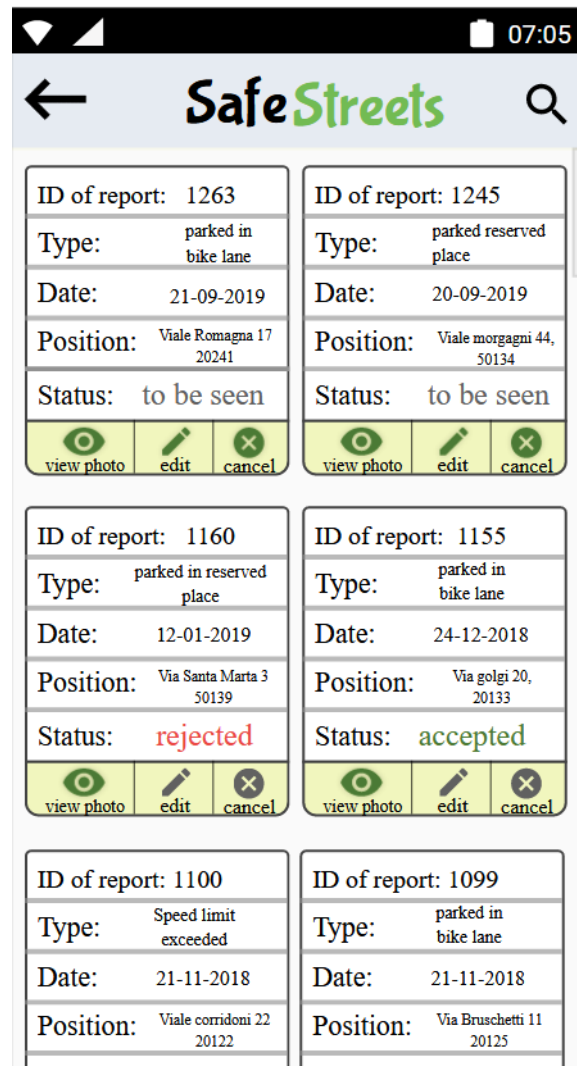 07:05
SafeStreets
ID of report: 1263
Type: parked in
bike lane
Date: 21-09-2019
Position: Viale Romagna 17
20241
Status: to be seen
view photo edit cancel
ID of report: 1245
Type: parked reserved
place
Date: 20-09-2019
Position: Viale morgagni 44,
50134
Status: to be seen
view photo edit cancel
ID of report: 1160
Type: parked in reserved
place
Date: 12-01-2019
Position: Via Santa Marta 3
50139
Status: rejected
view photo edit cancel
ID of report: 1155
Type: parked in
bike lane
Date: 24-12-2018
Position: Via golgi 20,
20133
Status: accepted
view photo edit cancel
ID of report: 1100
Type: Speed limit
exceeded
Date: 21-11-2018
Position: Viale corridoni 22
20122
ID of report: 1099
Type: parked in
bike lane
Date: 21-11-2018
Position: Via Bruschetti 11
20125